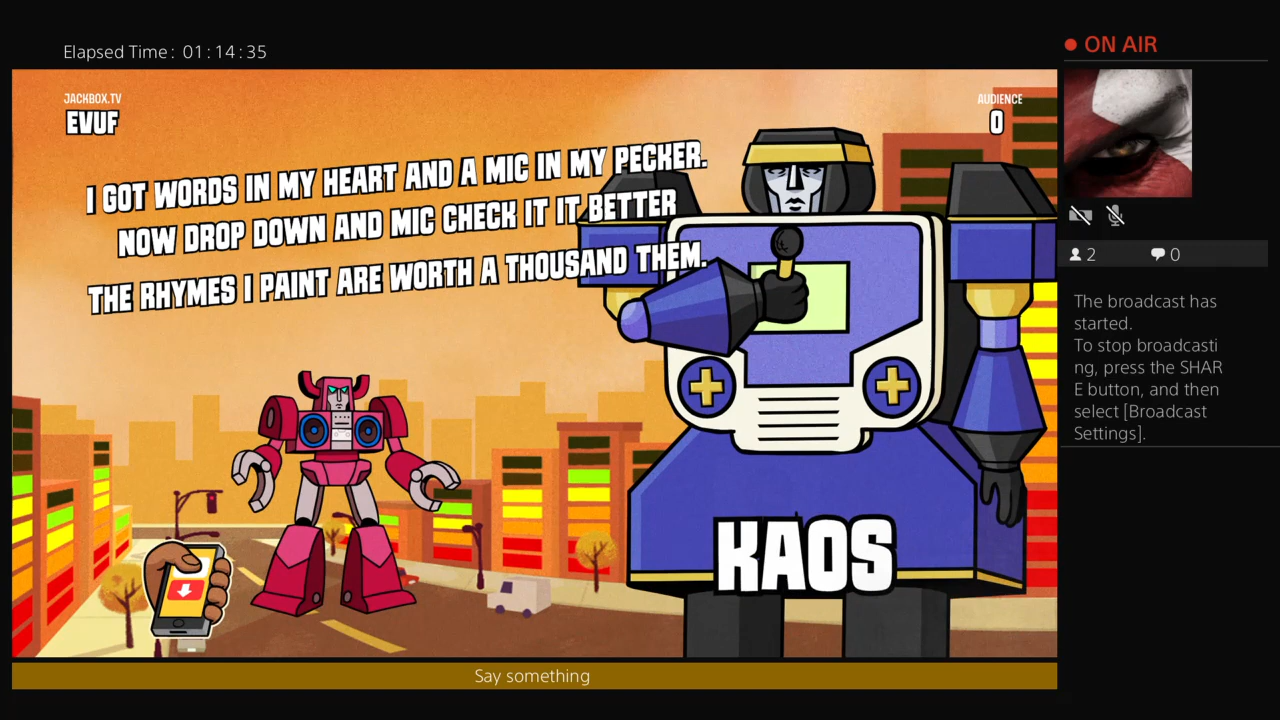 Elapsed Time: 01:14:35
ON AIR
JACKBOX.TV
EVUF
AUDIENCE
0
I GOT WORDS IN MY HEART AND A MIC IN MY PECKER.
NOW DROP DOWN AND MIC CHECK IT IT BETTER
THE RHYMES I PAINT ARE WORTH A THOUSAND THEM.
KAOS
2
0
The broadcast has
started.
To stop broadcasti
ng, press the SHAR
E button, and then
select [Broadcast
Settings].
Say something